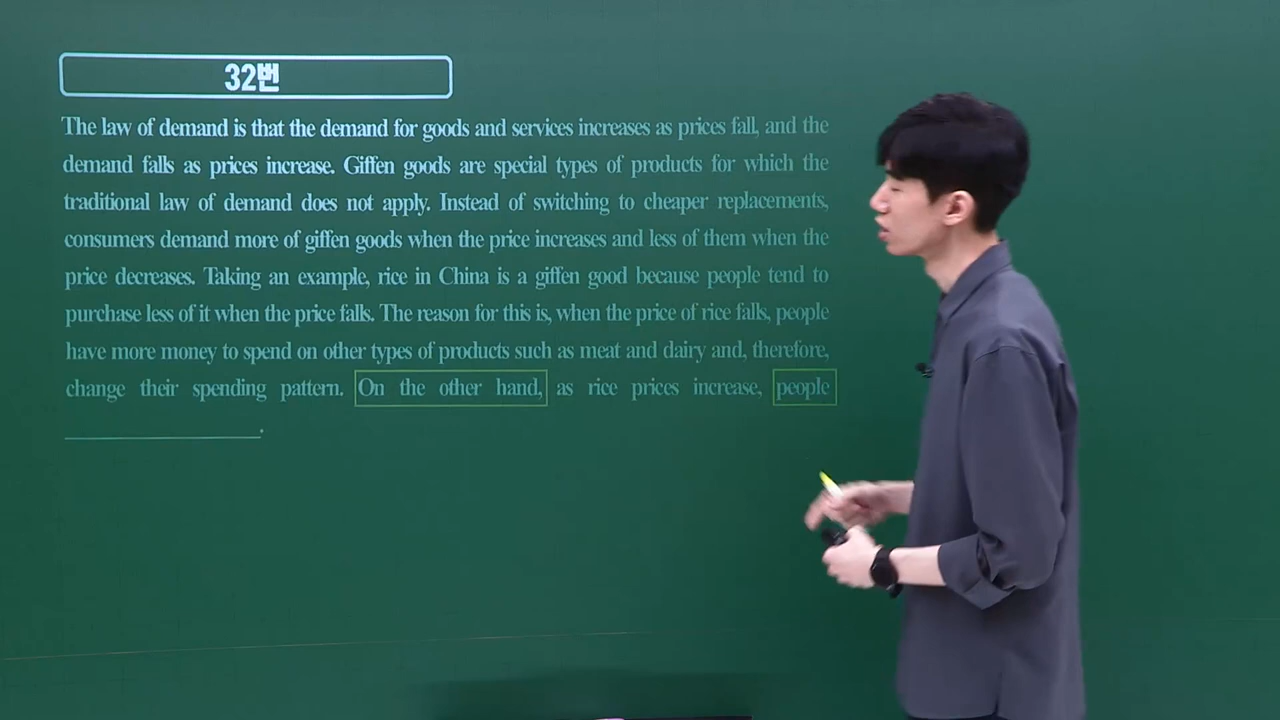 32번
The law of demand is that the demand for goods and services increases as prices fall, and the
demand falls as prices increase. Giffen goods are special types of products for which the
traditional law of demand does not apply. Instead of switching to cheaper replacements,
consumers demand more of giffen goods when the price increases and less of them when the
price decreases. Taking an example, rice in China is a giffen good because people tend to
purchase less of it when the price falls. The reason for this is, when the price of rice falls, people
have more money to spend on other types of products such as meat and dairy and, therefore,
change their spending pattern. On the other hand, as rice prices increase, people
____________.